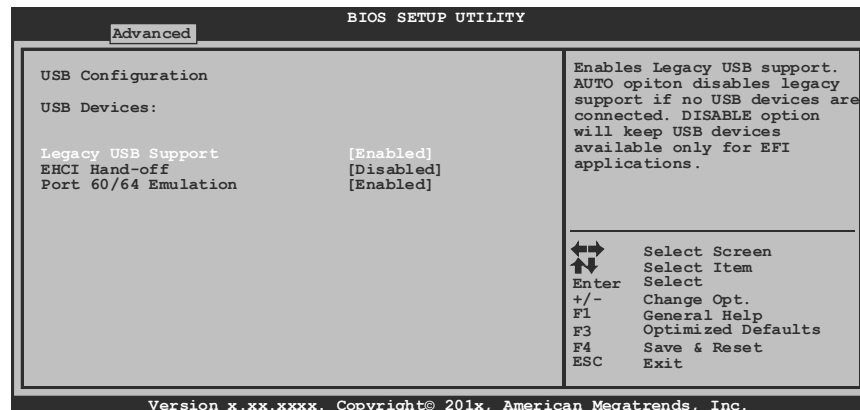 BIOS SETUP UTILITY
Advanced
USB Configuration
USB Devices:
Legacy USB Support [Enabled]
EHCI Hand-off [Disabled]
Port 60/64 Emulation [Enabled]
Enables Legacy USB support.
AUTO opiton disables legacy
support if no USB devices are
connected. DISABLE option
will keep USB devices
available only for EFI
applications.
Select Screen
Select Item
Enter Select
+/- Change Opt.
F1 General Help
F3 Optimized Defaults
F4 Save & Reset
ESC Exit
Version x.xx.xxxx. Copyright© 201x, American Megatrends, Inc.